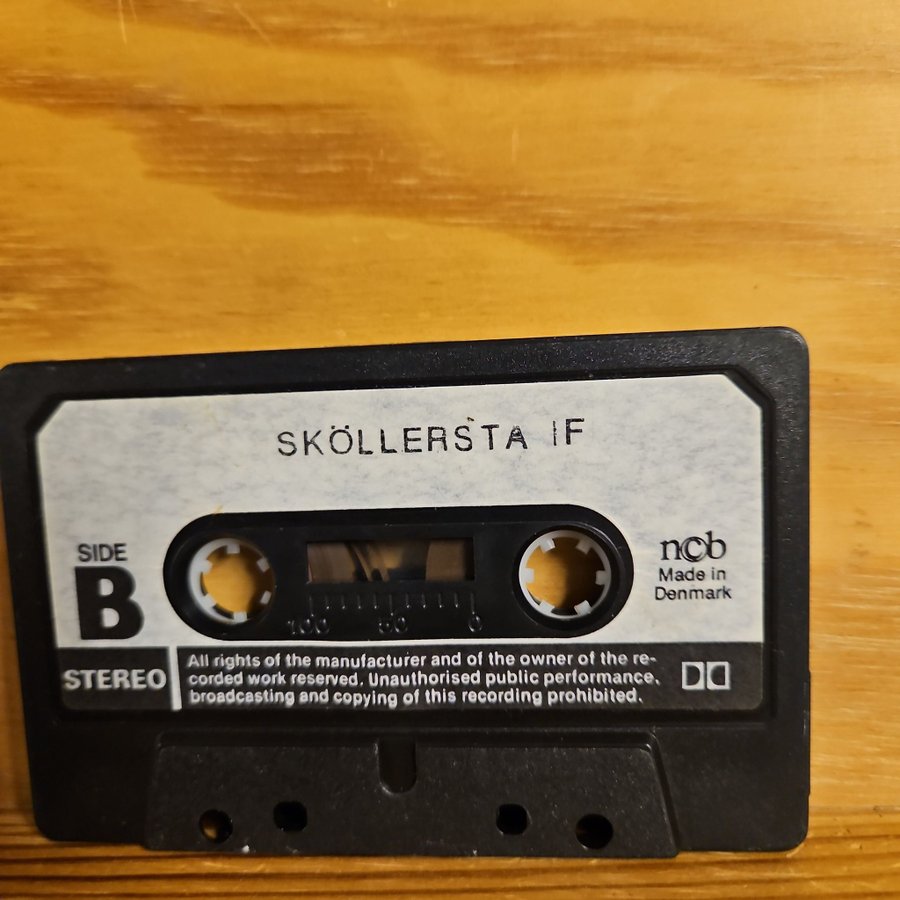 SKÖLLERSTA IF
SIDE
B
ncb
Made in
Denmark
100 50 0
STEREO
All rights of the manufacturer and of the owner of the re-
corded work reserved. Unauthorised public performance,
broadcasting and copying of this recording prohibited.